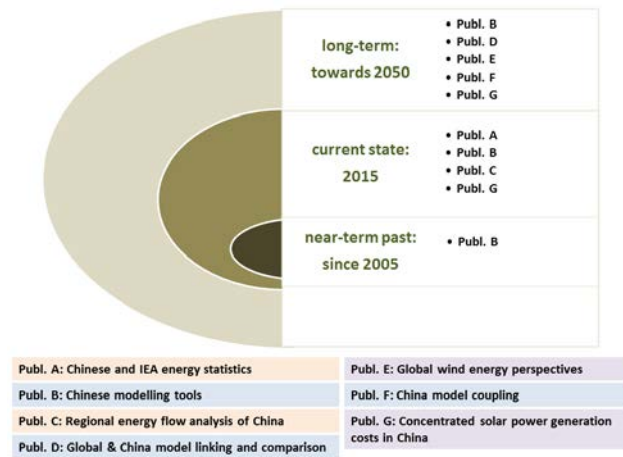 long-term:
towards 2050
• Publ. B
• Publ. D
• Publ. E
• Publ. F
• Publ. G
current state:
2015
• Publ. A
• Publ. B
• Publ. C
• Publ. G
near-term past:
since 2005
• Publ. B
Publ. A: Chinese and IEA energy statistics
Publ. B: Chinese modelling tools
Publ. C: Regional energy flow analysis of China
Publ. D: Global & China model linking and comparison
Publ. E: Global wind energy perspectives
Publ. F: China model coupling
Publ. G: Concentrated solar power generation
costs in China